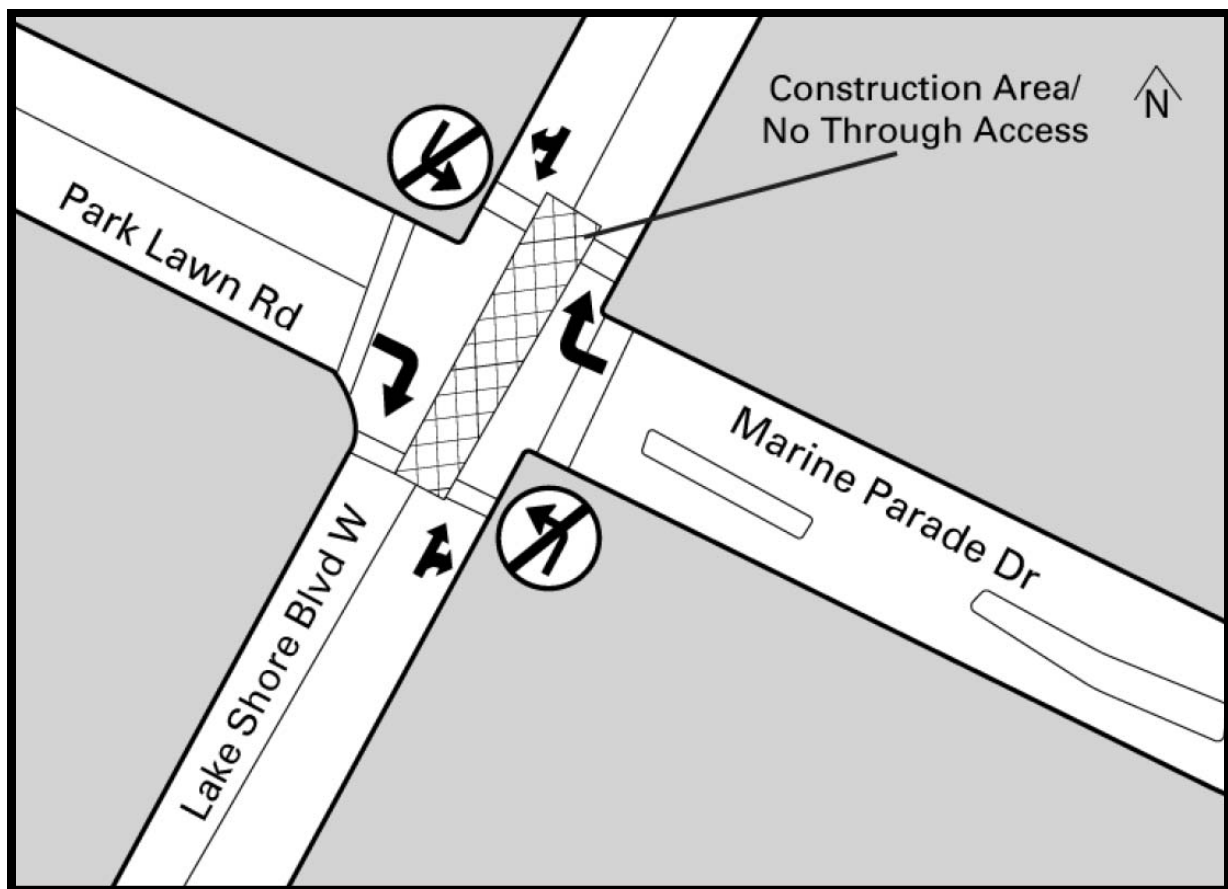 Construction Area/
No Through Access
N
Park Lawn Rd
Marine Parade Dr
Lake Shore Blvd W